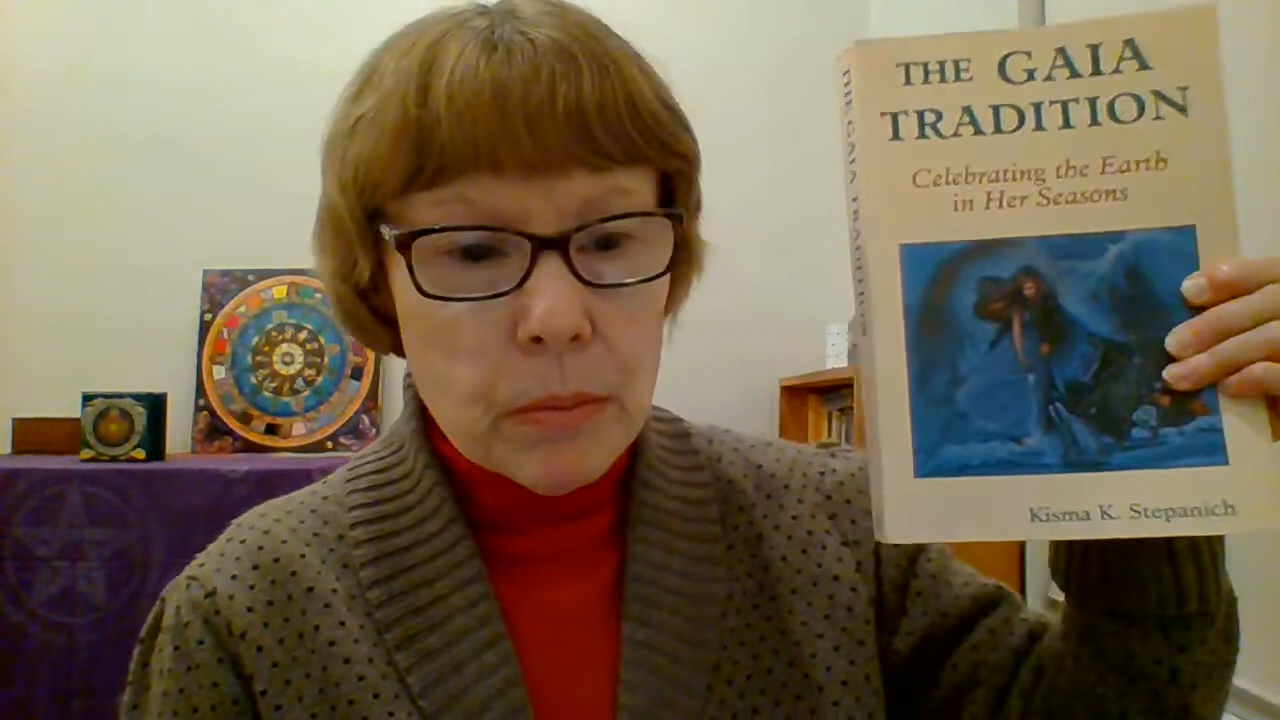 THE GAIA
TRADITION
Celebrating the Earth
in Her Seasons
Kisma K. Stepanich
THE GAIA TRADITION